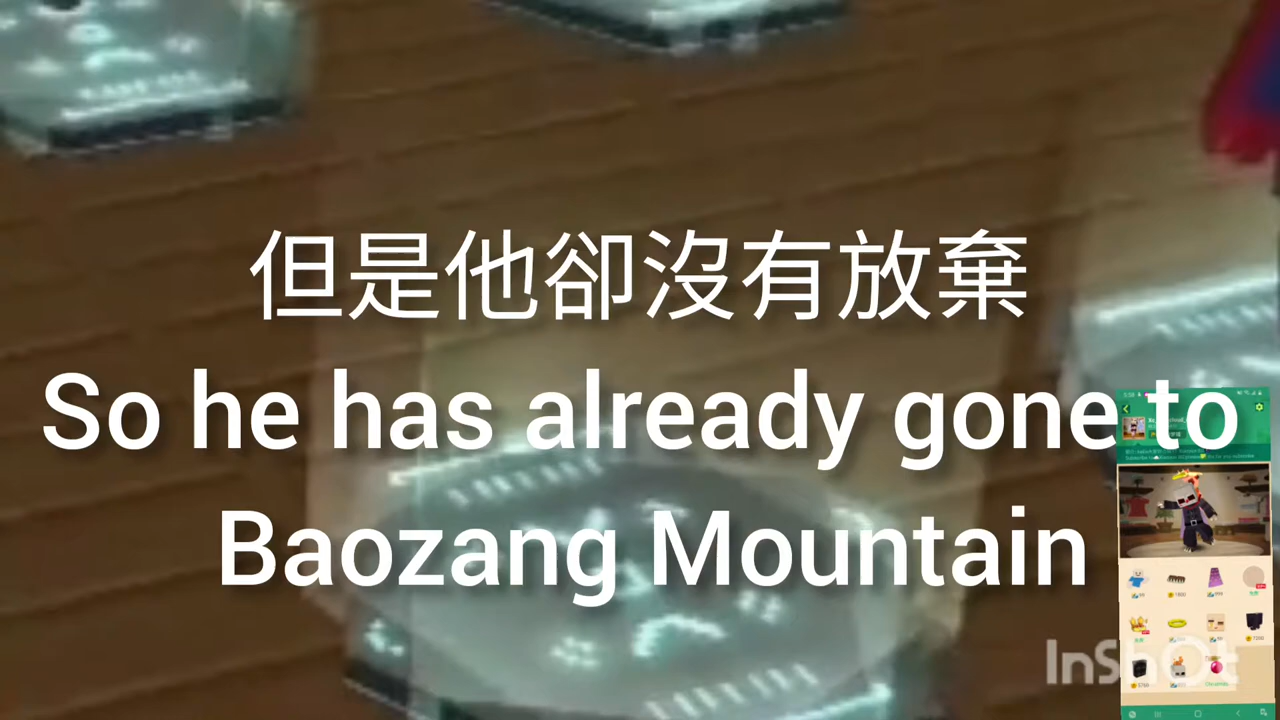 但是他卻沒有放棄
So he has already gone to
Baozang Mountain
InShOt